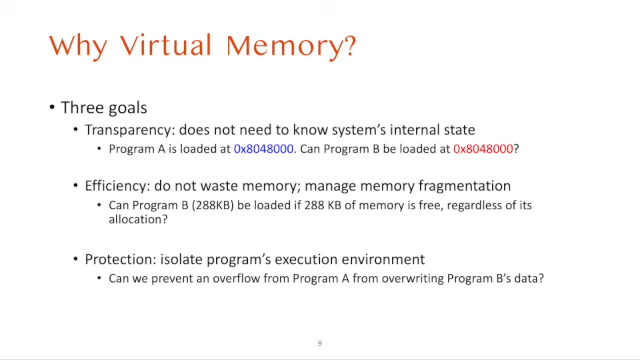 Why Virtual Memory?
• Three goals
• Transparency: does not need to know system's internal state
• Program A is loaded at 0x8048000. Can Program B be loaded at 0x8048000?
• Efficiency: do not waste memory; manage memory fragmentation
• Can Program B (288KB) be loaded if 288 KB of memory is free, regardless of its
allocation?
• Protection: isolate program's execution environment
• Can we prevent an overflow from Program A from overwriting Program B's data?
9